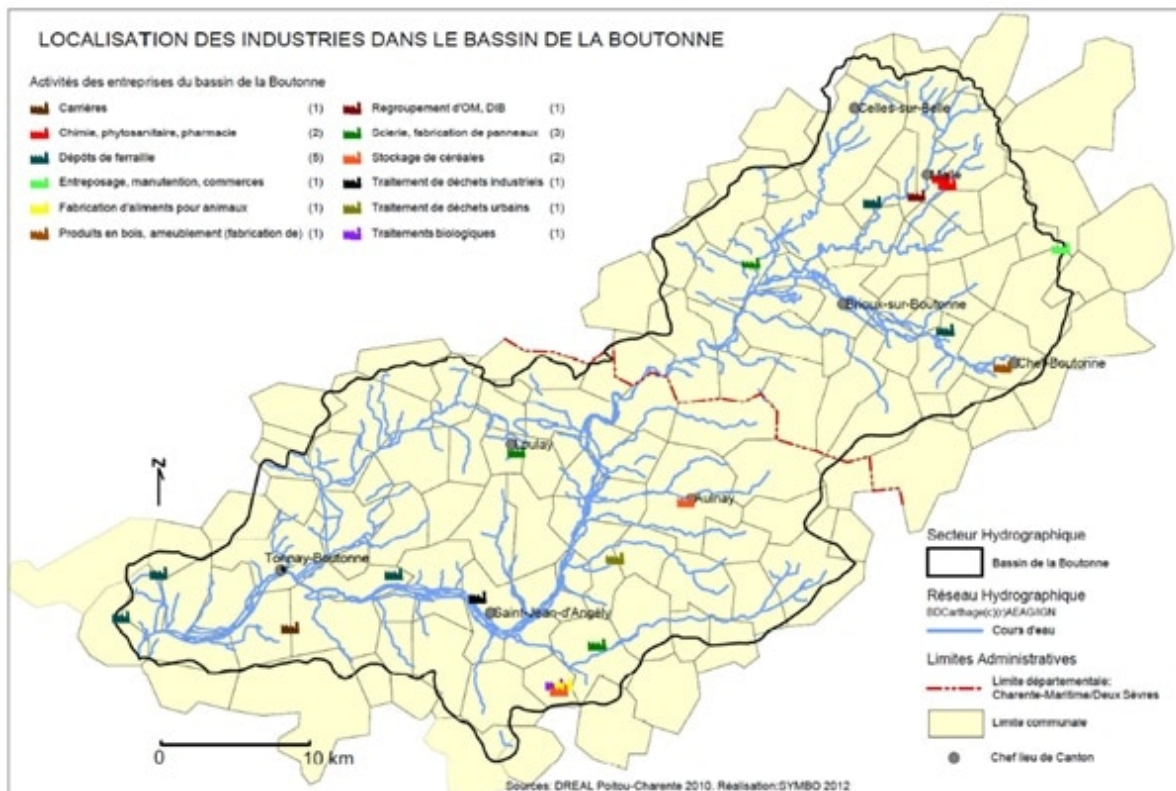 LOCALISATION DES INDUSTRIES DANS LE BASSIN DE LA BOUTONNE
Activités des entreprises du bassin de la Boutonne
Carrières (1)
Chimie, phytosanitaire, pharmacie (2)
Dépôts de ferraille (5)
Entreposage, manutention, commerces (1)
Fabrication d'aliments pour animaux (1)
Produits en bois, ameublement (fabrication de) (1)
Regroupement d'OM, DIB (1)
Scierie, fabrication de panneaux (3)
Stockage de céréales (2)
Traitement de déchets industriels (1)
Traitement de déchets urbains (1)
Traitements biologiques (1)
Celles-sur-Belle
Melle
Brioux-sur-Boutonne
Chef-Boutonne
Loulay
Aulnay
Tonnay-Boutonne
Saint-Jean-d'Angely
N
0 10 km
Secteur Hydrographique
Bassin de la Boutonne
Réseau Hydrographique
BDCarthage(c)(r)AEAG/IGN
Cours d'eau
Limites Administratives
Limite départementale:
Charente-Maritime/Deux Sèvres
Limite communale
Chef lieu de Canton
Sources: DREAL Poitou-Charente 2010. Réalisation:SYMBO 2012